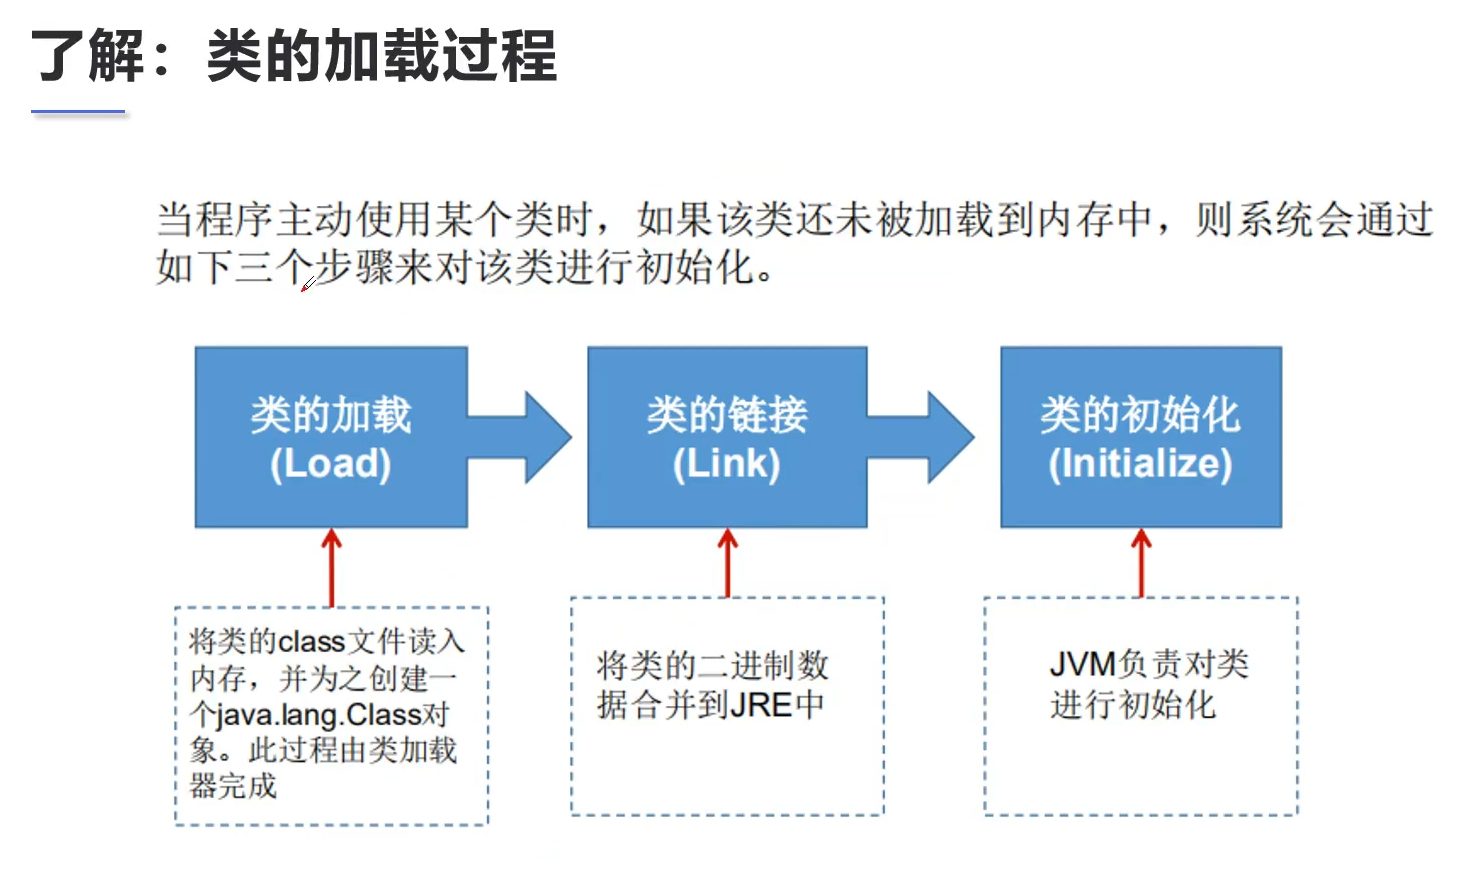 了解：类的加载过程
当程序主动使用某个类时，如果该类还未被加载到内存中，则系统会通过
如下三个步骤来对该类进行初始化。
类的加载
(Load)
类的链接
(Link)
类的初始化
(Initialize)
将类的class文件读入
内存，并为之创建一
个java.lang.Class对
象。此过程由类加载
器完成
将类的二进制数
据合并到JRE中
JVM负责对类
进行初始化